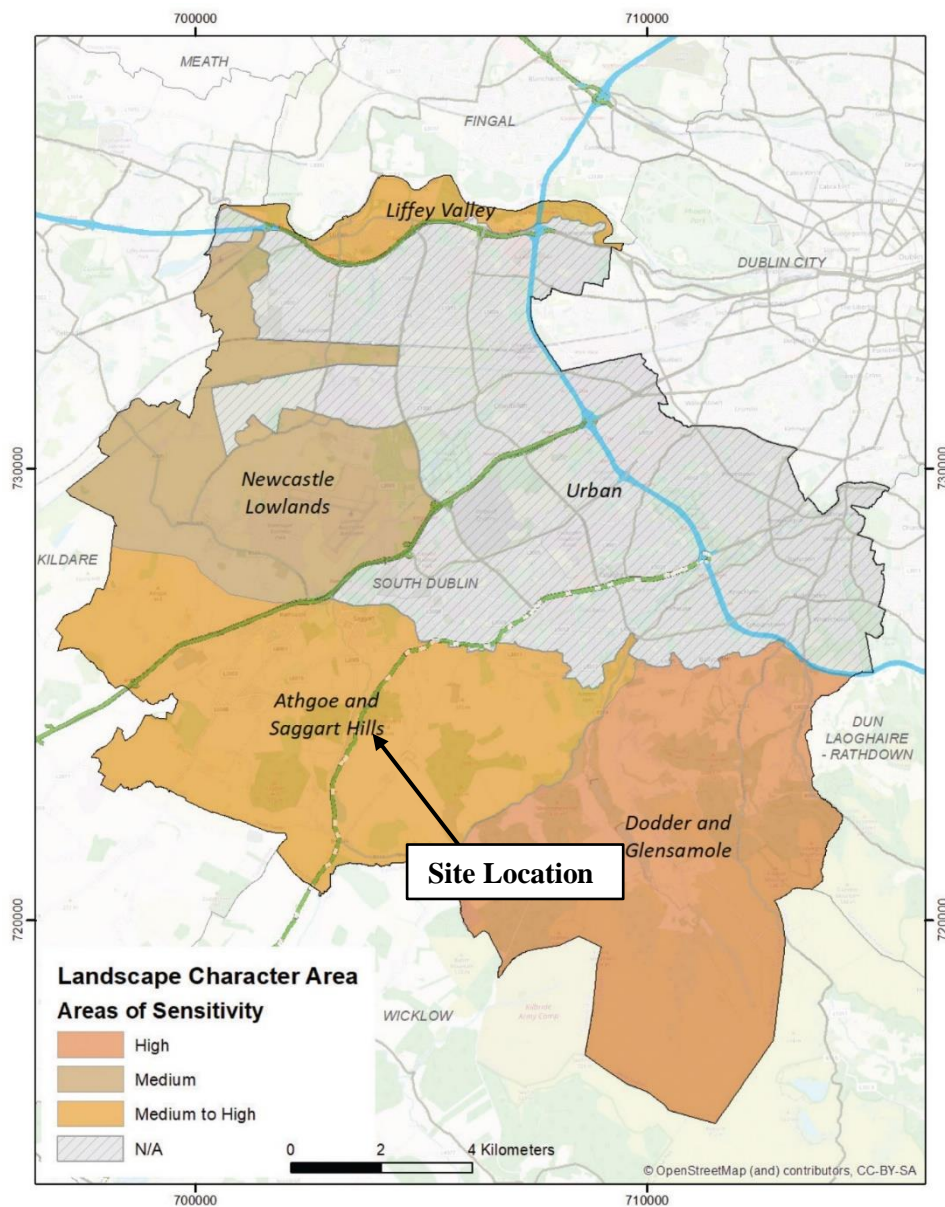 700000
710000
MEATH
FINGAL
Liffey Valley
DUBLIN CITY
730000
730000
Newcastle
Lowlands
Urban
KILDARE
SOUTH DUBLIN
Athgoe and
Saggart Hills
DUN
LAOGHAIRE
- RATHDOWN
Dodder and
Glensamole
Site Location
720000
720000
WICKLOW
Landscape Character Area
Areas of Sensitivity
High
Medium
Medium to High
N/A
0 2 4 Kilometers
© OpenStreetMap (and) contributors, CC-BY-SA
700000
710000